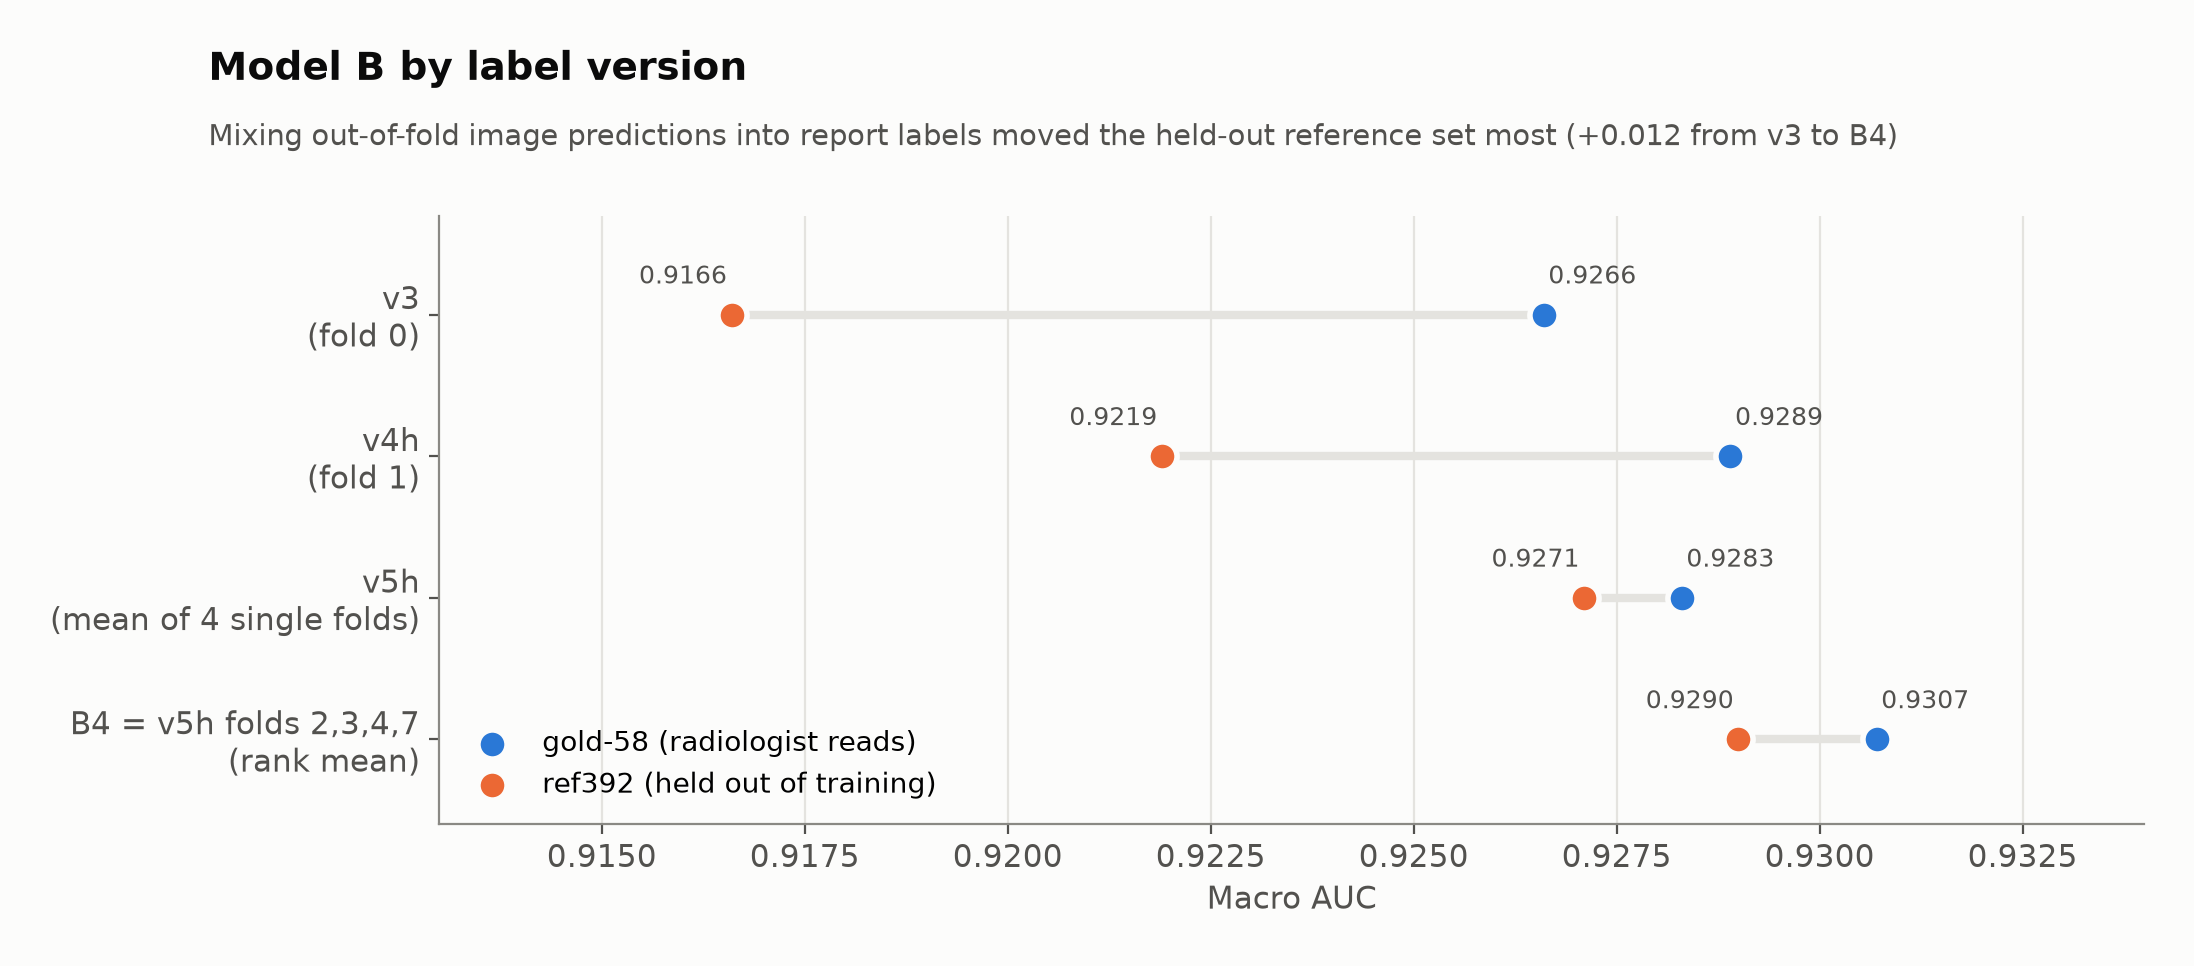 Model B by label version
Mixing out-of-fold image predictions into report labels moved the held-out reference set most (+0.012 from v3 to B4)
0.9166
0.9266
v3
(fold 0)
0.9219
0.9289
v4h
(fold 1)
0.9271
0.9283
v5h
(mean of 4 single folds)
0.9290
0.9307
B4 = v5h folds 2,3,4,7
(rank mean)
gold-58 (radiologist reads)
ref392 (held out of training)
0.9150 0.9175 0.9200 0.9225 0.9250 0.9275 0.9300 0.9325
Macro AUC